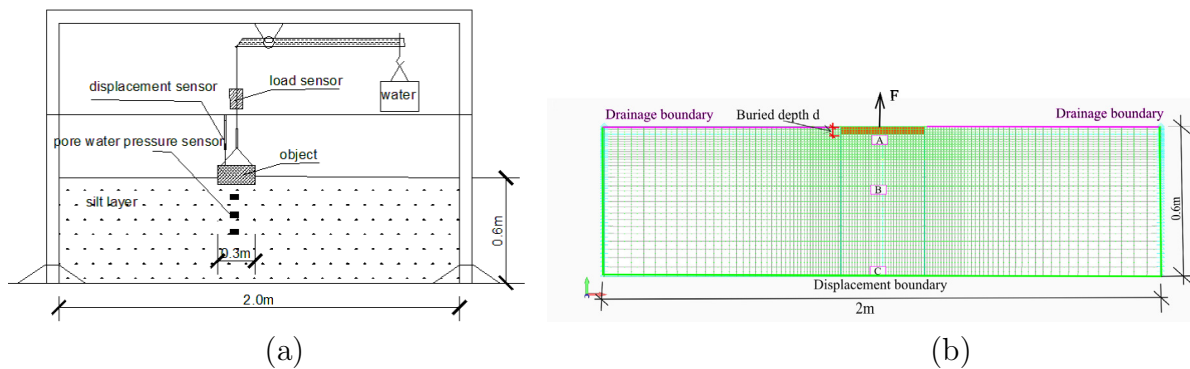 displacement sensor
load sensor
water
pore water pressure sensor
object
silt layer
0.3m
0.6m
2.0m
(a)
F
Drainage boundary
Buried depth d
Drainage boundary
A
B
C
0.6m
Displacement boundary
2m
(b)